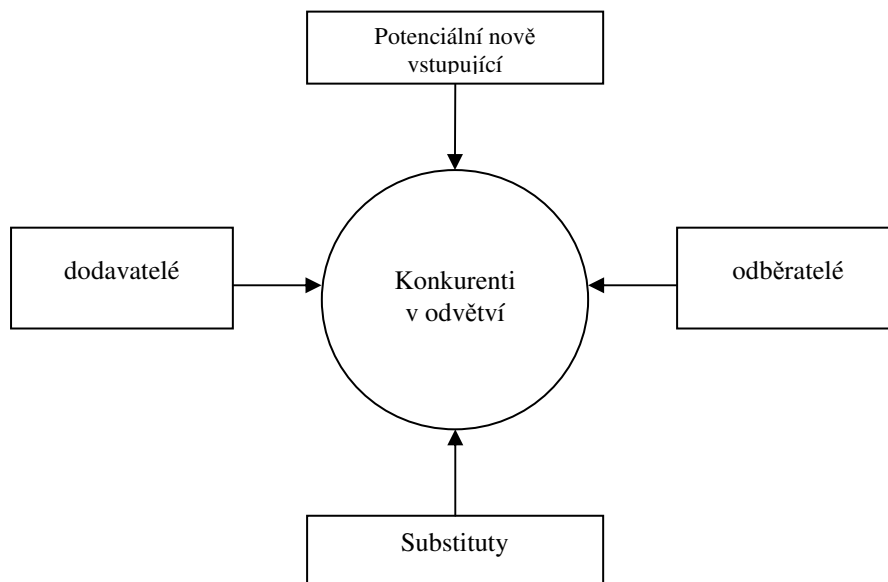 Potenciální nově
vstupující
dodavatelé
Konkurenti
v odvětví
odběratelé
Substituty